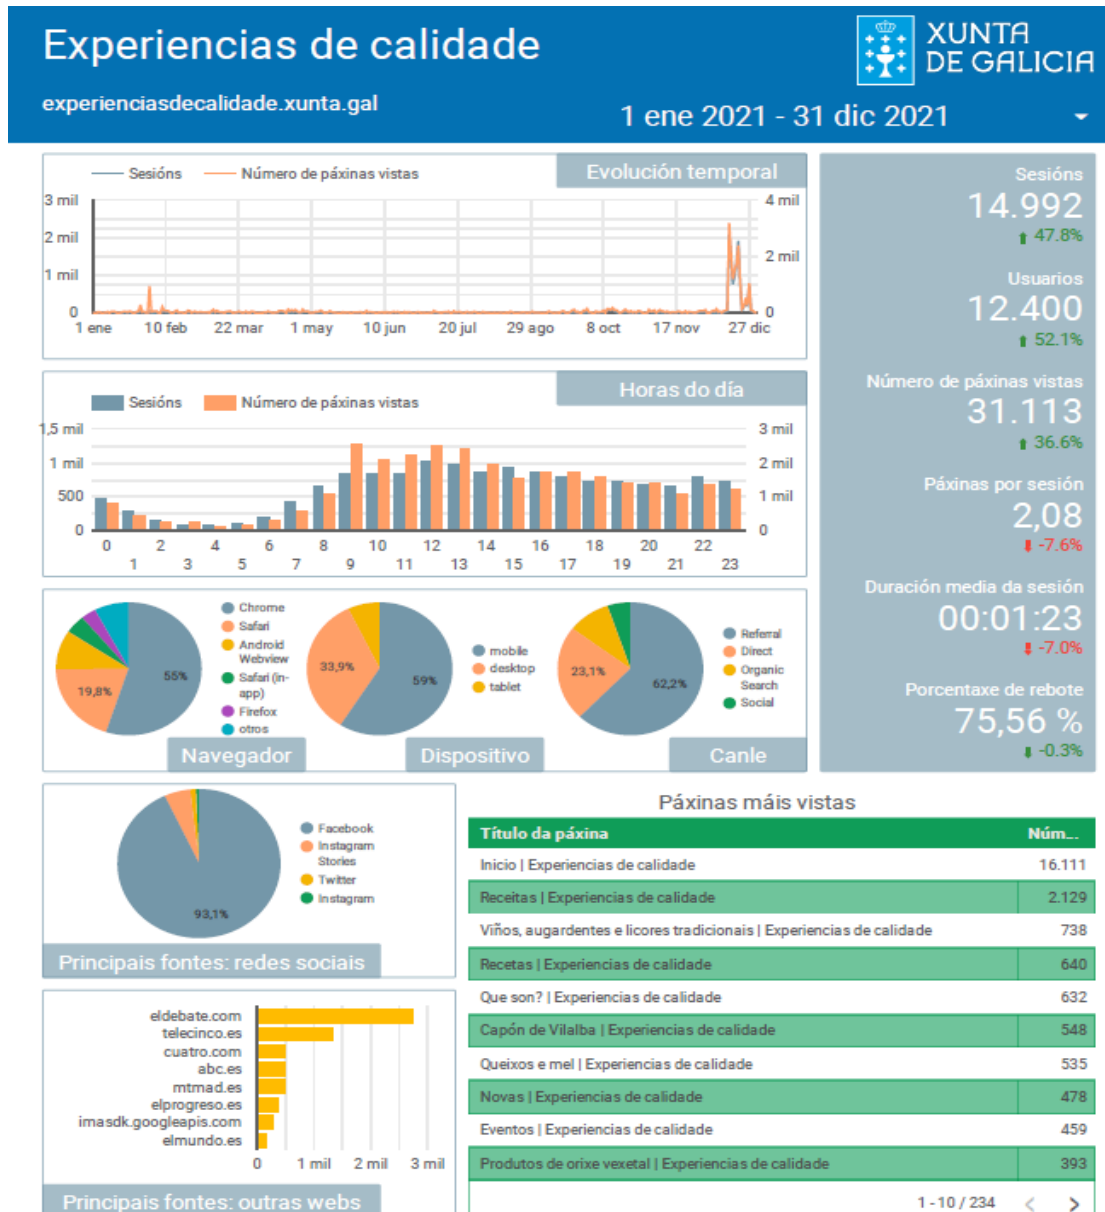 Experiencias de calidade
XUNTA
DE GALICIA
experienciasdecalidade.xunta.gal
1 ene 2021 - 31 dic 2021
Sesións
Número de páxinas vistas
Evolución temporal
3 mil
2 mil
1 mil
0
4 mil
2 mil
0
1 ene 10 feb 22 mar 1 may 10 jun 20 jul 29 ago 8 oct 17 nov 27 dic
Sesións
Número de páxinas vistas
Horas do día
1,5 mil
1 mil
500
0
3 mil
2 mil
1 mil
0
0 2 4 6 8 10 12 14 16 18 20 22
1 3 5 7 9 11 13 15 17 19 21 23
55%
19,8%
Chrome
Safari
Android
Webview
Safari (in-
app)
Firefox
otros
Navegador
33,9%
59%
mobile
desktop
tablet
Dispositivo
23,1%
62,2%
Referral
Direct
Organic
Search
Social
Canle
Sesións
14.992
47.8%
Usuarios
12.400
52.1%
Número de páxinas vistas
31.113
36.6%
Páxinas por sesión
2,08
-7.6%
Duración media da sesión
00:01:23
-7.0%
Porcentaxe de rebote
75,56 %
-0.3%
93,1%
Facebook
Instagram
Stories
Twitter
Instagram
Principais fontes: redes sociais
eldebate.com
telecinco.es
cuatro.com
abc.es
mtmad.es
elprogreso.es
imasdk.googleapis.com
elmundo.es
0 1 mil 2 mil 3 mil
Principais fontes: outras webs
Páxinas máis vistas
Título da páxina Núm...
Inicio | Experiencias de calidade 16.111
Receitas | Experiencias de calidade 2.129
Viños, augardentes e licores tradicionais | Experiencias de calidade 738
Recetas | Experiencias de calidade 640
Que son? | Experiencias de calidade 632
Capón de Vilalba | Experiencias de calidade 548
Queixos e mel | Experiencias de calidade 535
Novas | Experiencias de calidade 478
Eventos | Experiencias de calidade 459
Produtos de orixe vexetal | Experiencias de calidade 393
1 - 10 / 234